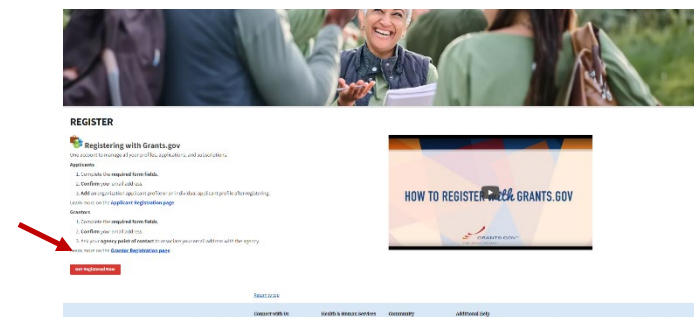 REGISTER
Registering with Grants.gov
One account to manage all your profiles, applications, and subscriptions.
Applicants
1. Complete the required form fields.
2. Confirm your email address.
3. Add an organization applicant profile or an individual applicant profile after registering.
Learn more on the Applicant Registration page
Grantors
1. Complete the required form fields.
2. Confirm your email address.
3. Ask your agency point of contact to associate your email address with the agency.
Learn more on the Grantor Registration page
Get Registered Now
HOW TO REGISTER with GRANTS.GOV
GRANTS.GOV
Return to top
Connect with Us
Health & Human Services
Community
Additional Help